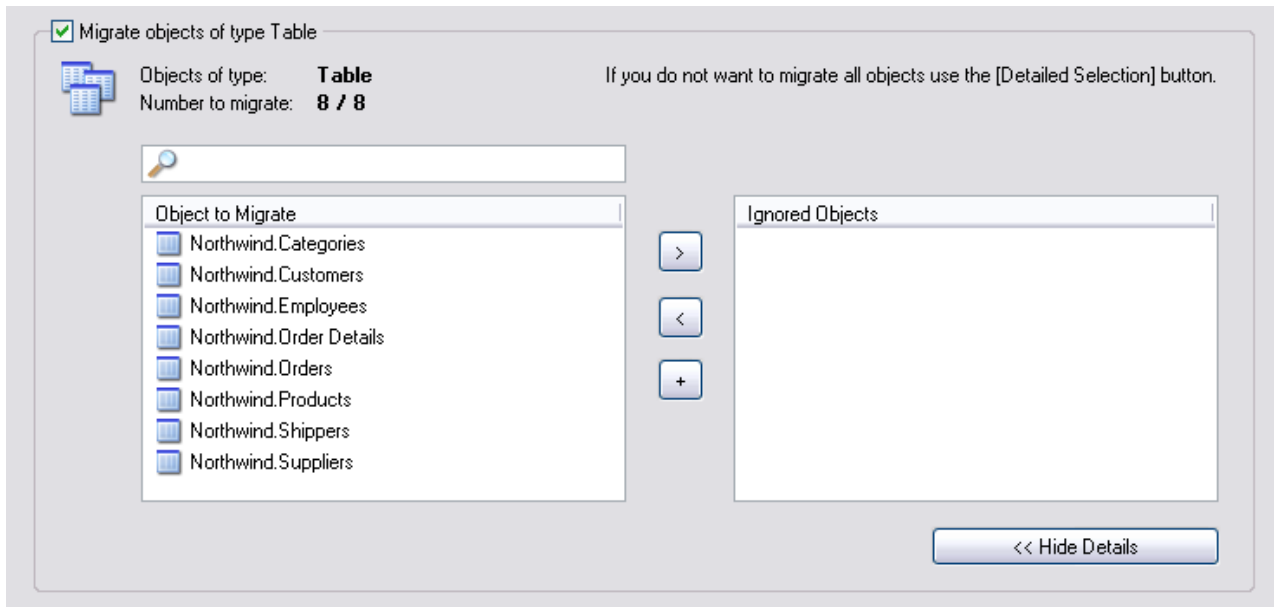 Migrate objects of type Table
Objects of type: Table
If you do not want to migrate all objects use the [Detailed Selection] button.
Number to migrate: 8 / 8
Object to Migrate
Northwind.Categories
Northwind.Customers
Northwind.Employees
Northwind.Order Details
Northwind.Orders
Northwind.Products
Northwind.Shippers
Northwind.Suppliers
>
<
+
Ignored Objects
<< Hide Details